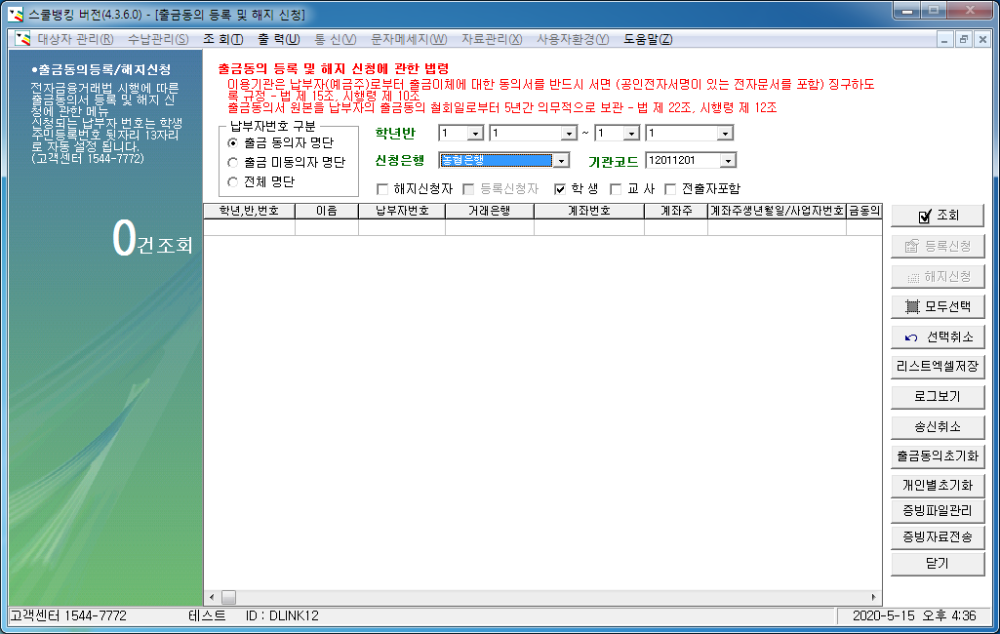 스쿨뱅킹 버전(4.3.6.0) - [출금동의 등록 및 해지 신청]
대상자 관리(R) 수납관리(S) 조 회(T) 출 력(U) 통 신(V) 문자메세지(W) 자료관리(X) 사용자환경(Y) 도움말(Z)
•출금동의등록/해지신청
전자금융거래법 시행에 따른
출금동의서 등록 및 해지 신
청에 관한 메뉴
신청되는 납부자 번호는 학생
주민등록번호 뒷자리 13자리
로 자동 설정 됩니다.
(고객센터 1544-7772)
0건조회
출금동의 등록 및 해지 신청에 관한 법령
이용기관은 납부자(예금주)로부터 출금이체에 대한 동의서를 반드시 서면 (공인전자서명이 있는 전자문서를 포함) 징구하도
록 규정 - 법 제 15조, 시행령 제 10조
출금동의서 원본을 납부자의 출금동의 철회일로부터 5년간 의무적으로 보관 - 법 제 22조, 시행령 제 12조
납부자번호 구분
출금 동의자 명단
출금 미동의자 명단
전체 명단
학년반 1 1 ~ 1 1
신청은행 농협은행 기관코드 12011201
해지신청자 등록신청자 학 생 교 사 전출자포함
학년,반,번호 이름 납부자번호 거래은행 계좌번호 계좌주 계좌주생년월일/사업자번호 금동의
조회
등록신청
해지신청
모두선택
선택취소
리스트엑셀저장
로그보기
송신취소
출금동의초기화
개인별초기화
증빙파일관리
증빙자료전송
닫기
고객센터 1544-7772 테스트 ID : DLINK12 2020-5-15 오후 4:36